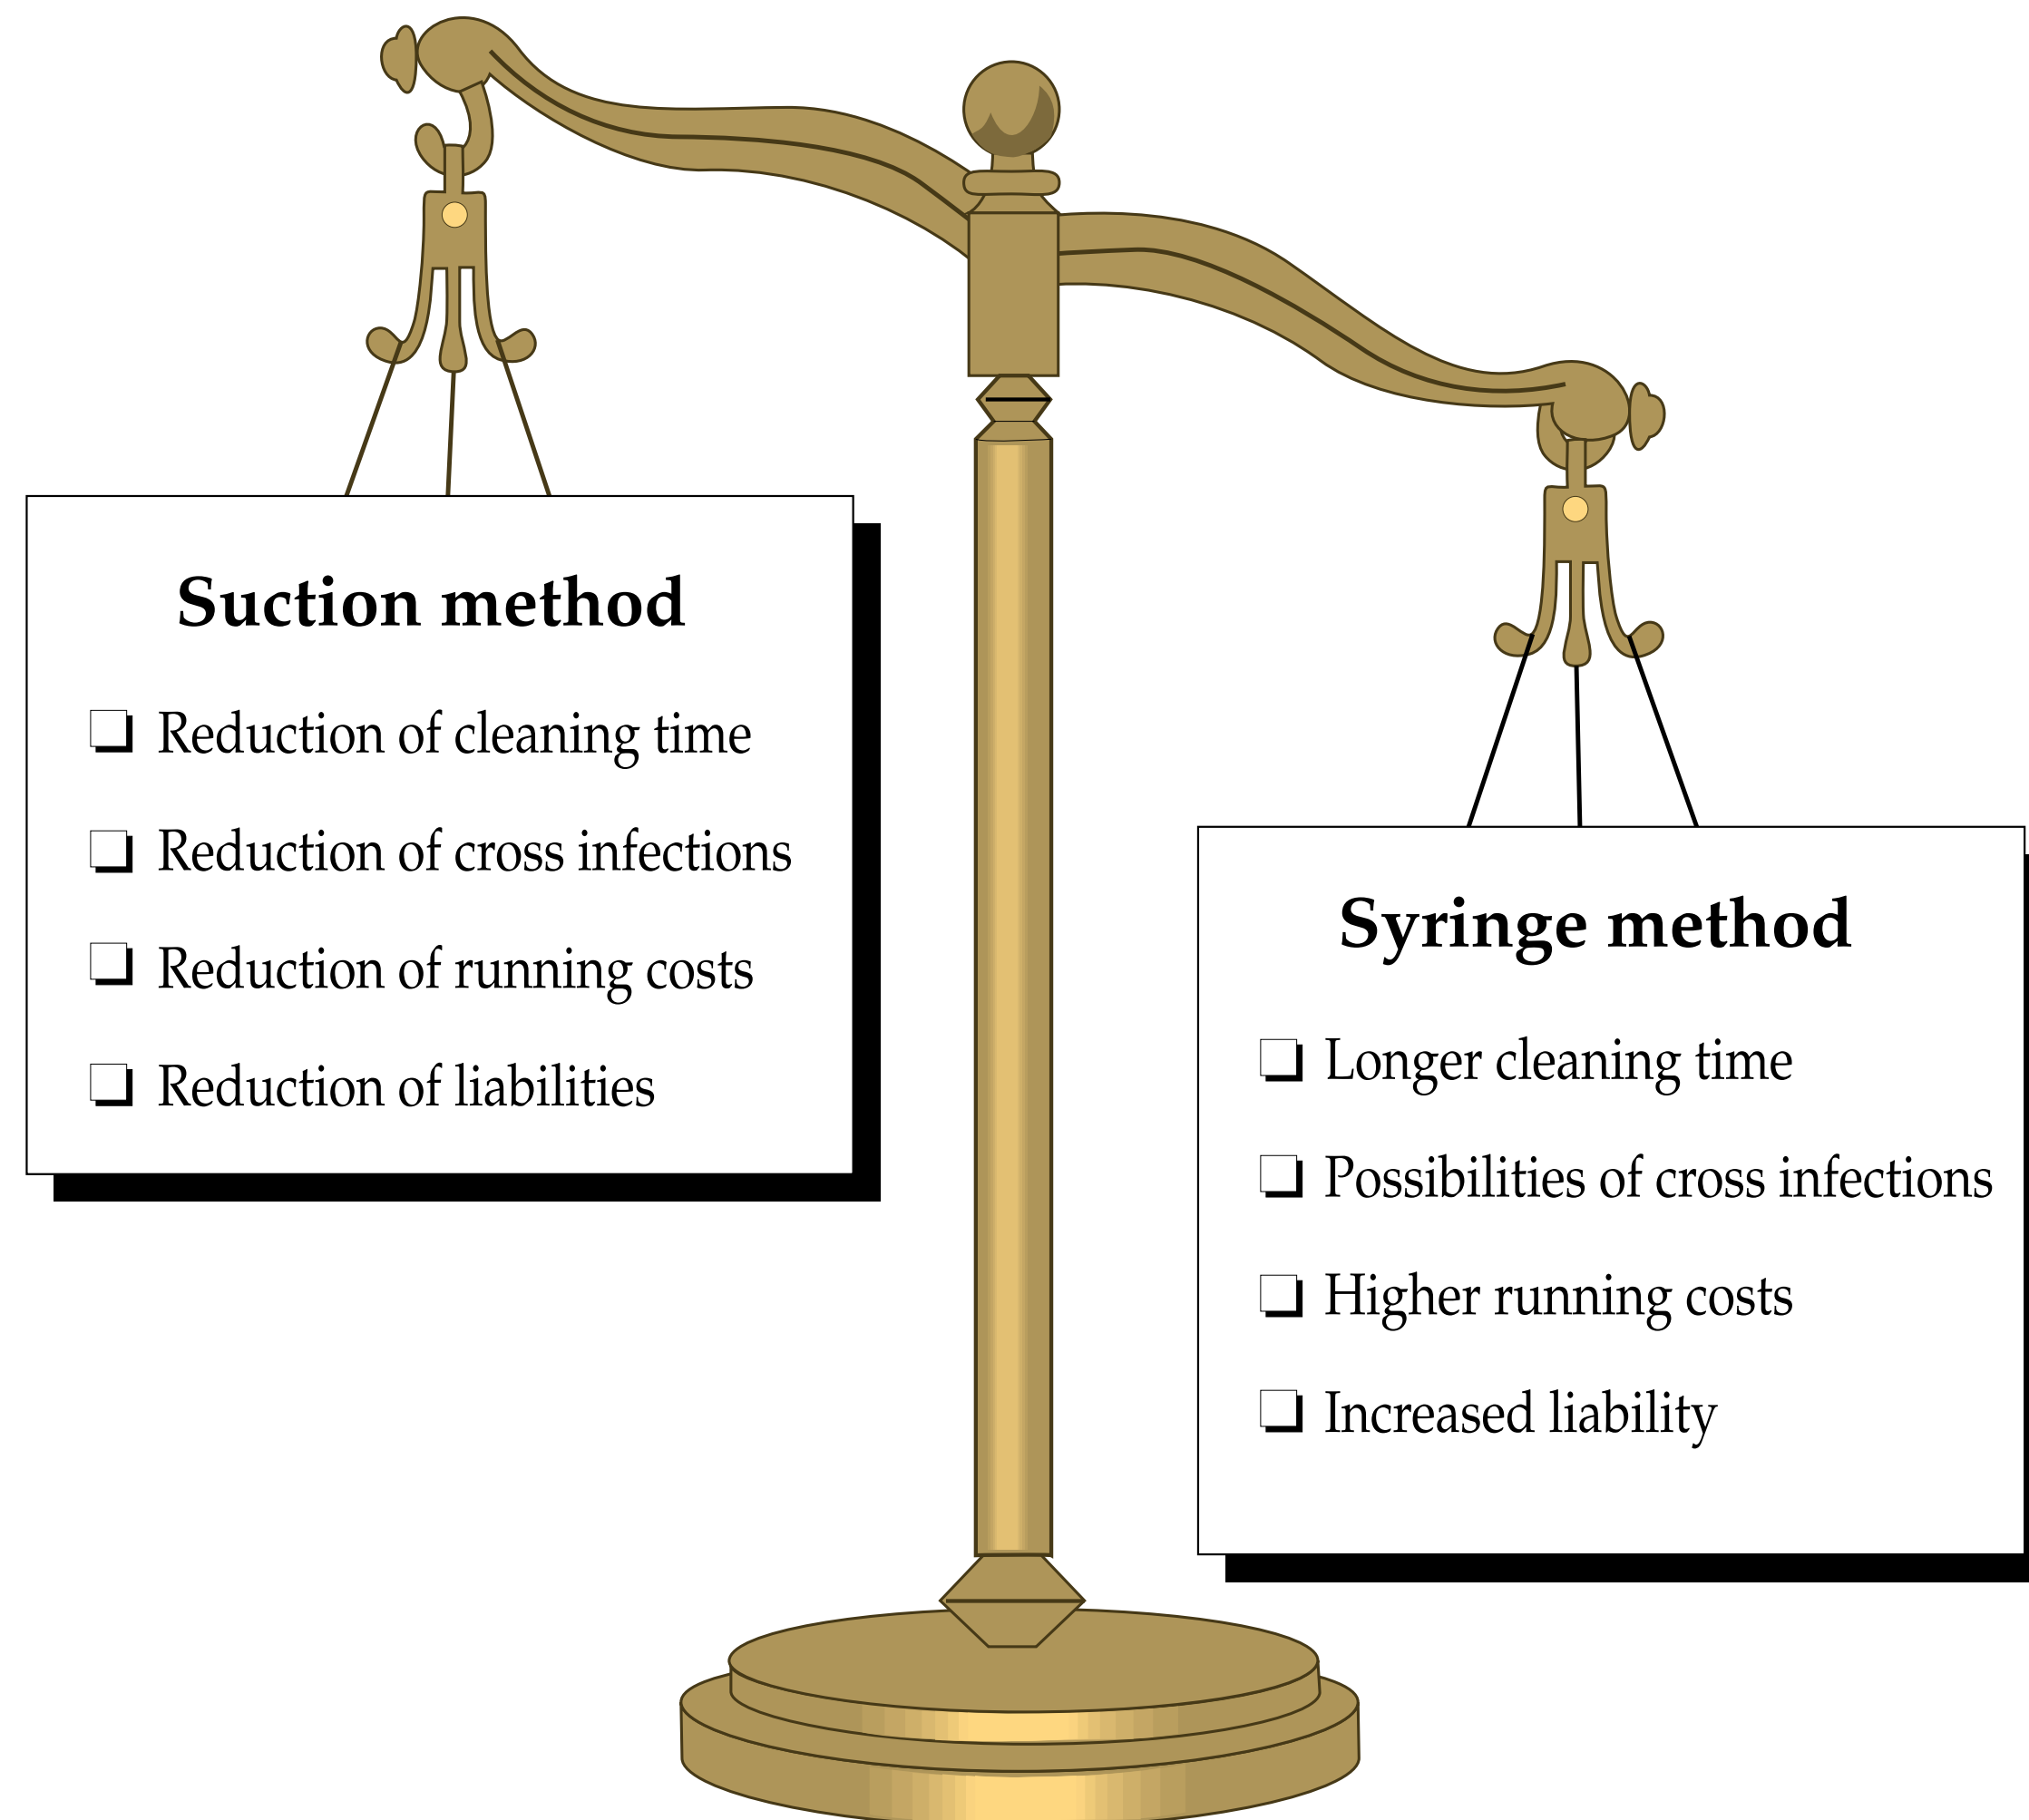 Suction method
❏ Reduction of cleaning time
❏ Reduction of cross infections
❏ Reduction of running costs
❏ Reduction of liabilities
Syringe method
❏ Longer cleaning time
❏ Possibilities of cross infections
❏ Higher running costs
❏ Increased liability